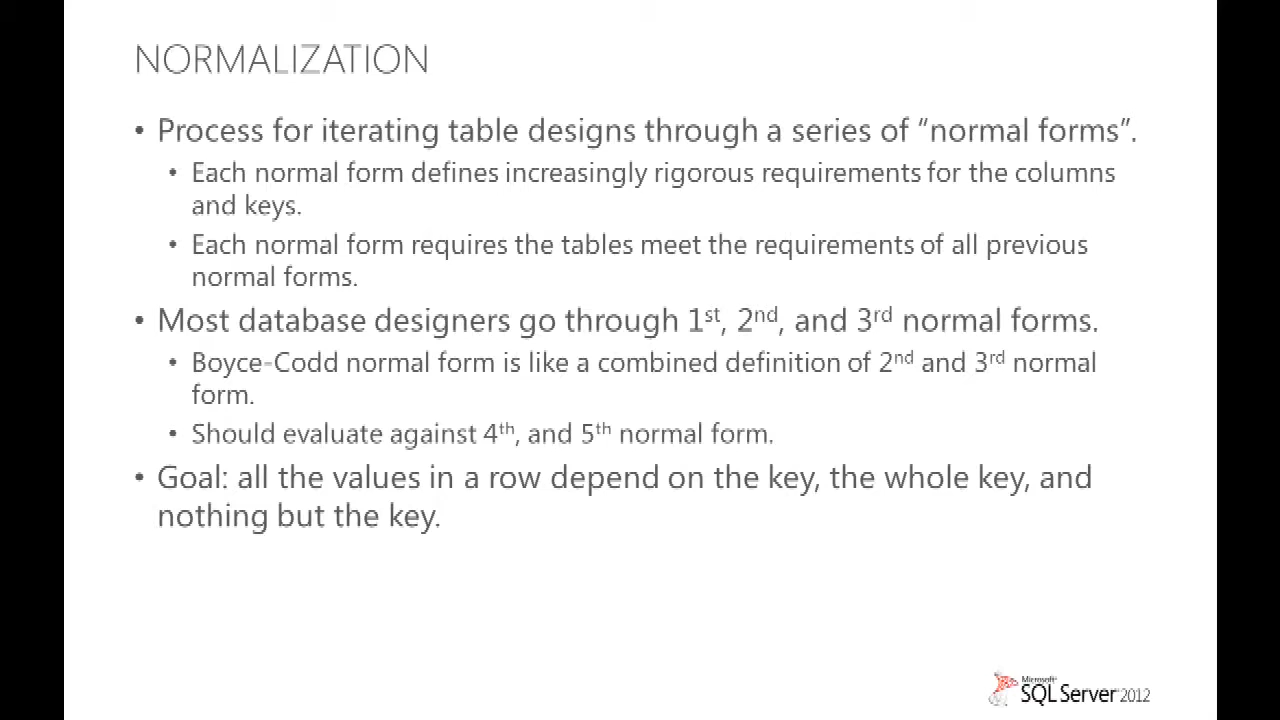 NORMALIZATION
• Process for iterating table designs through a series of “normal forms”.
• Each normal form defines increasingly rigorous requirements for the columns
and keys.
• Each normal form requires the tables meet the requirements of all previous
normal forms.
• Most database designers go through 1st, 2nd, and 3rd normal forms.
• Boyce-Codd normal form is like a combined definition of 2nd and 3rd normal
form.
• Should evaluate against 4th, and 5th normal form.
• Goal: all the values in a row depend on the key, the whole key, and
nothing but the key.
Microsoft®
SQL Server 2012